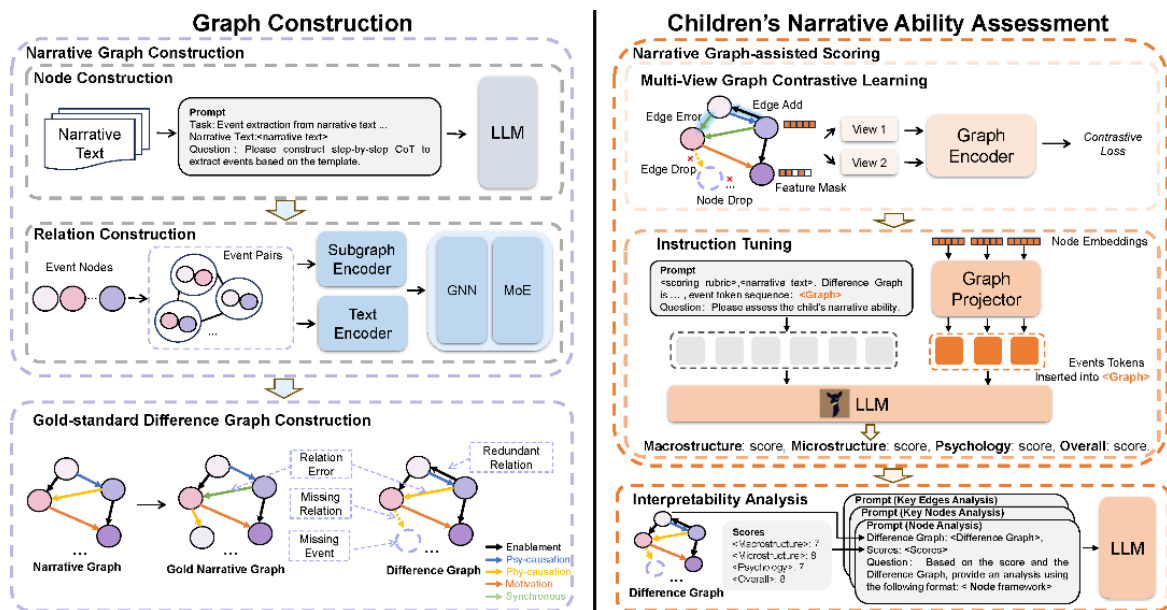 Graph Construction
Narrative Graph Construction
Node Construction
Narrative
Text
Prompt
Task: Event extraction from narrative text ...
Narrative Text:<narrative text>
Question : Please construct step-by-step CoT to
extract events based on the template.
LLM
Relation Construction
Event Nodes
Event Pairs
...
Subgraph
Encoder
Text
Encoder
GNN
MoE
Gold-standard Difference Graph Construction
Relation
Error
Missing
Relation
Missing
Event
Redundant
Relation
...
...
...
Narrative Graph
Gold Narrative Graph
Difference Graph
Enablement
Psy-causation
Phy-causation
Motivation
Synchronous
Children's Narrative Ability Assessment
Narrative Graph-assisted Scoring
Multi-View Graph Contrastive Learning
Edge Add
Edge Error
Edge Drop
Node Drop
...
Feature Mask
View 1
View 2
Graph
Encoder
Contrastive
Loss
Instruction Tuning
Prompt
<scoring rubric>,<narrative text>. Difference Graph
is ... , event token sequence: <Graph>
Question : Please assess the child's narrative ability.
Node Embeddings
Graph
Projector
Events Tokens
Inserted into <Graph>
LLM
Macrostructure: score, Microstructure: score, Psychology: score, Overall: score,
Interpretability Analysis
...
Difference Graph
Scores
<Macrostructure>: 7
<Microstructure>: 8
<Psychology>: 7
<Overall>: 8
Prompt (Key Edges Analysis)
Prompt (Key Nodes Analysis)
Prompt (Node Analysis)
Difference Graph: <Difference Graph>,
Scores: <Scores>
Question : Based on the score and
the Difference Graph, provide an analysis using
the following format: < Node framework>
LLM